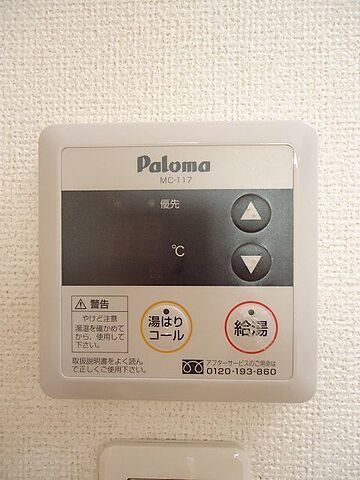 Paloma
MC-117
優先
℃
警告
やけど注意
湯温を確かめて
から、使用して
下さい。
取扱説明書をよく読ん
で正しくご使用下さい。
湯はり
コール
給湯
アフターサービスのご用命は
0120-193-860